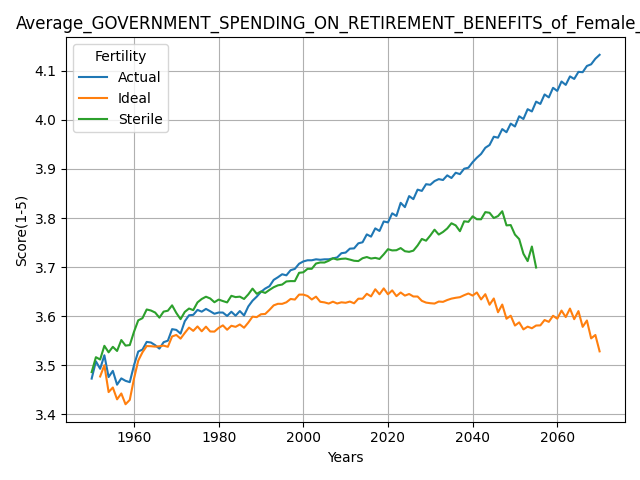 Average_GOVERNMENT_SPENDING_ON_RETIREMENT_BENEFITS_of_Female_
Fertility
Actual
Ideal
Sterile
Score(1-5)
4.1
4.0
3.9
3.8
3.7
3.6
3.5
3.4
1960 1980 2000 2020 2040 2060
Years